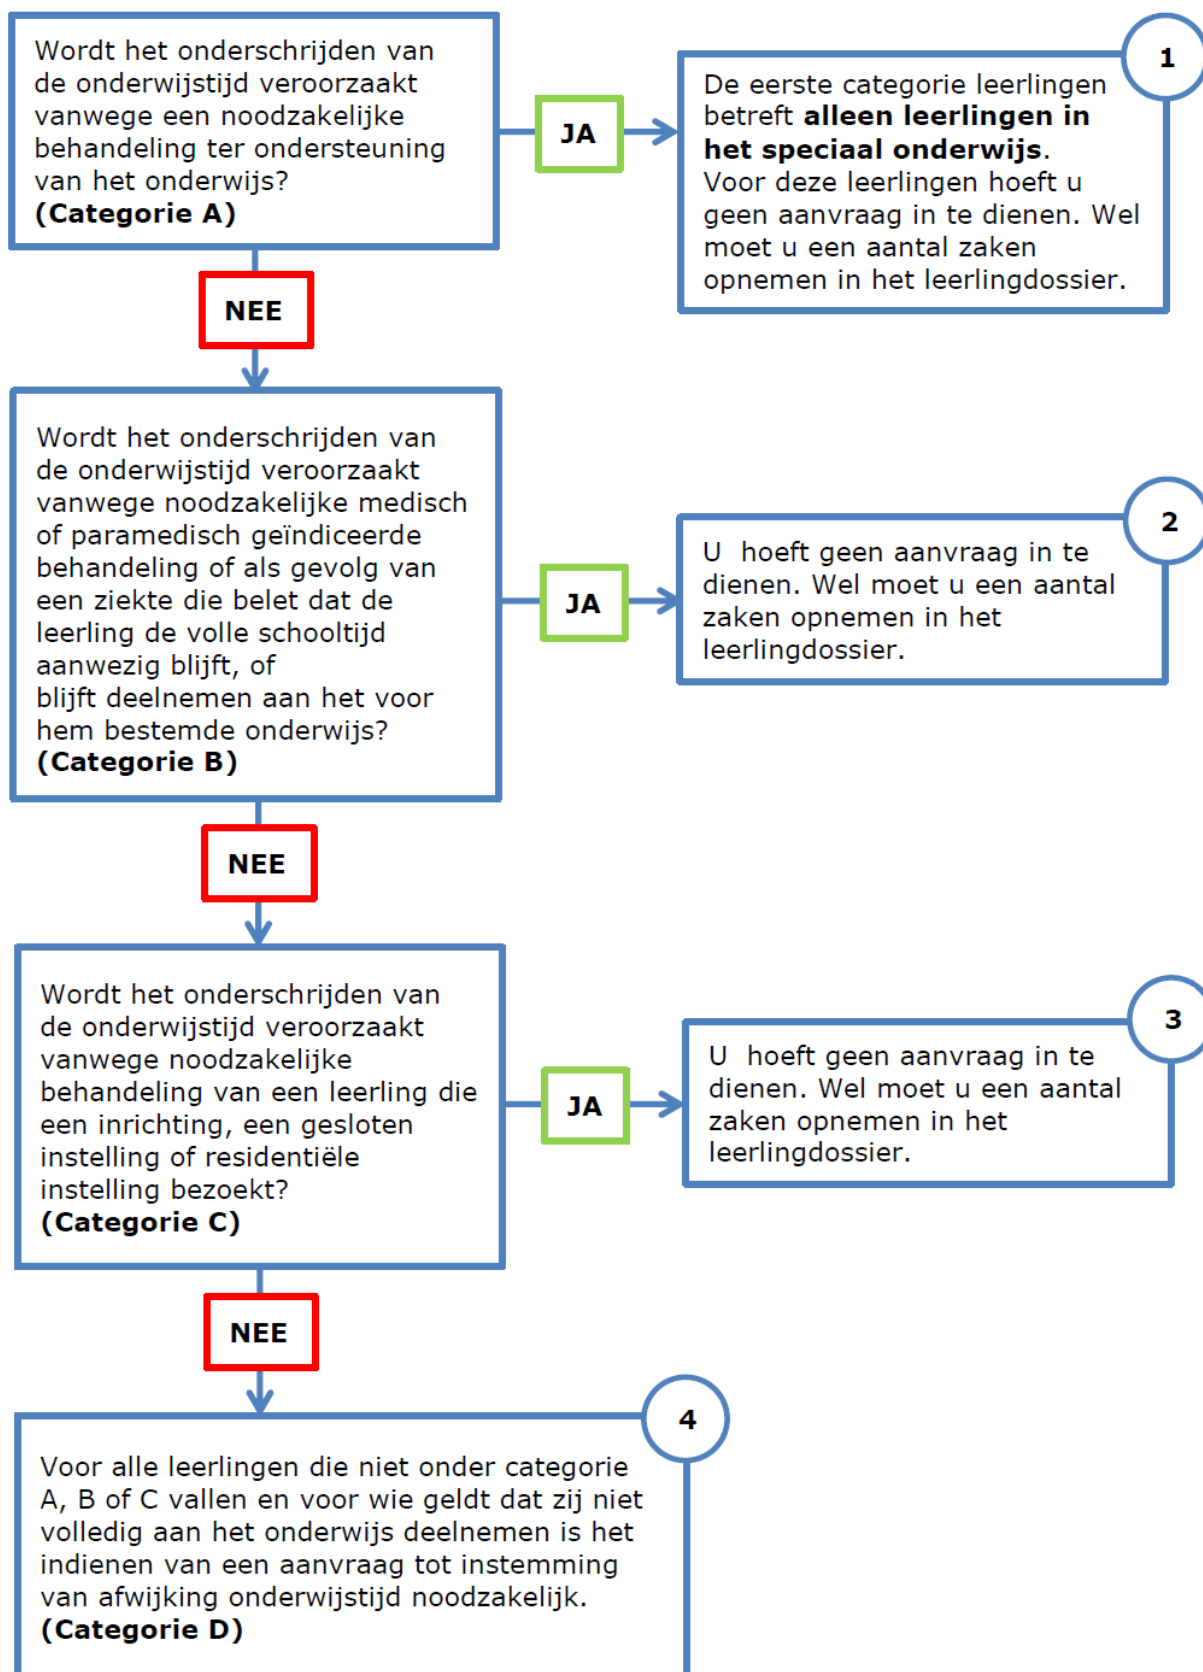 Wordt het onderschrijden van
de onderwijstijd veroorzaakt
vanwege een noodzakelijke
behandeling ter ondersteuning
van het onderwijs?
(Categorie A)
JA
1
De eerste categorie leerlingen
betreft alleen leerlingen in
het speciaal onderwijs.
Voor deze leerlingen hoeft u
geen aanvraag in te dienen. Wel
moet u een aantal zaken
opnemen in het leerlingdossier.
NEE
Wordt het onderschrijden van
de onderwijstijd veroorzaakt
vanwege noodzakelijke medisch
of paramedisch geïndiceerde
behandeling of als gevolg van
een ziekte die belet dat de
leerling de volle schooltijd
aanwezig blijft, of
blijft deelnemen aan het voor
hem bestemde onderwijs?
(Categorie B)
JA
2
U hoeft geen aanvraag in te
dienen. Wel moet u een aantal
zaken opnemen in het
leerlingdossier.
NEE
Wordt het onderschrijden van
de onderwijstijd veroorzaakt
vanwege noodzakelijke
behandeling van een leerling die
een inrichting, een gesloten
instelling of residentiële
instelling bezoekt?
(Categorie C)
JA
3
U hoeft geen aanvraag in te
dienen. Wel moet u een aantal
zaken opnemen in het
leerlingdossier.
NEE
4
Voor alle leerlingen die niet onder categorie
A, B of C vallen en voor wie geldt dat zij niet
volledig aan het onderwijs deelnemen is het
indienen van een aanvraag tot instemming
van afwijking onderwijstijd noodzakelijk.
(Categorie D)